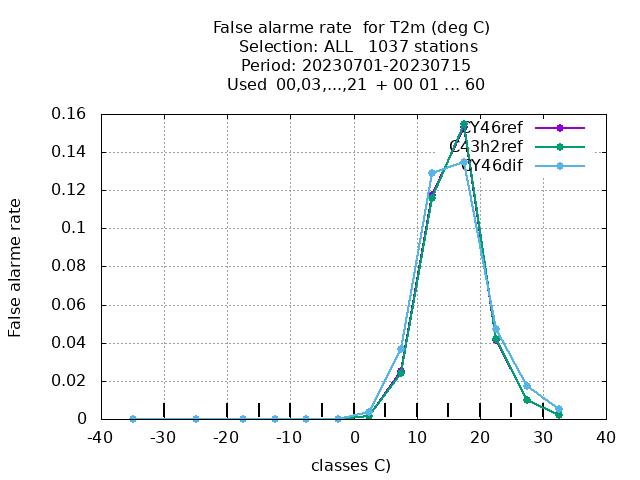 False alarme rate  for T2m (deg C)
Selection: ALL   1037 stations
Period: 20230701-20230715
Used  00,03,...,21  + 00 01 ... 60
CY46ref
C43h2ref
CY46dif
False alarme rate
0.16
0.14
0.12
0.1
0.08
0.06
0.04
0.02
0
-40 -30 -20 -10 0 10 20 30 40
classes C)